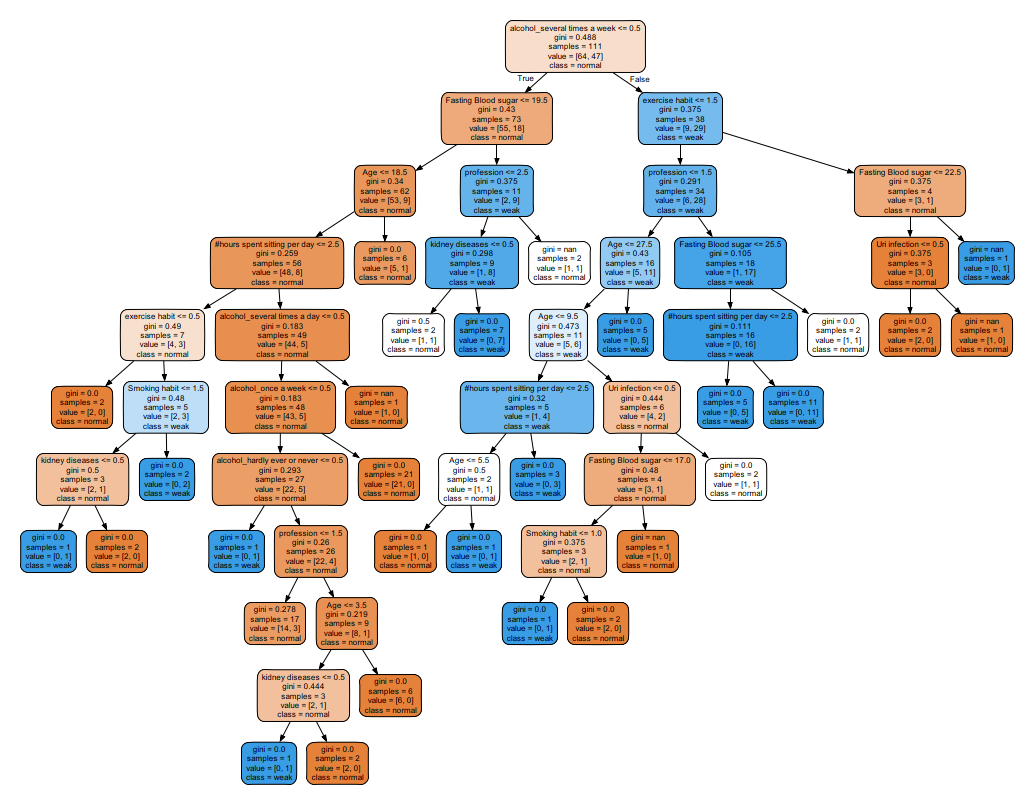 alcohol_several times a week <= 0.5
gini = 0.488
samples = 111
value = [64, 47]
class = normal
True
False
Fasting Blood sugar <= 19.5
gini = 0.43
samples = 73
value = [55, 18]
class = normal
exercise habit <= 1.5
gini = 0.375
samples = 38
value = [9, 29]
class = weak
Age <= 18.5
gini = 0.34
samples = 62
value = [53, 9]
class = normal
profession <= 2.5
gini = 0.375
samples = 11
value = [2, 9]
class = weak
profession <= 1.5
gini = 0.291
samples = 34
value = [6, 28]
class = weak
Fasting Blood sugar <= 22.5
gini = 0.375
samples = 4
value = [3, 1]
class = normal
#hours spent sitting per day <= 2.5
gini = 0.259
samples = 56
value = [48, 8]
class = normal
gini = 0.0
samples = 6
value = [5, 1]
class = normal
kidney diseases <= 0.5
gini = 0.298
samples = 9
value = [1, 8]
class = weak
gini = nan
samples = 2
value = [1, 1]
class = normal
Age <= 27.5
gini = 0.43
samples = 16
value = [5, 11]
class = weak
Fasting Blood sugar <= 25.5
gini = 0.105
samples = 18
value = [1, 17]
class = weak
Uri infection <= 0.5
gini = 0.375
samples = 3
value = [3, 0]
class = normal
gini = nan
samples = 1
value = [0, 1]
class = weak
exercise habit <= 0.5
gini = 0.49
samples = 7
value = [4, 3]
class = normal
alcohol_several times a day <= 0.5
gini = 0.183
samples = 49
value = [44, 5]
class = normal
gini = 0.5
samples = 2
value = [1, 1]
class = normal
gini = 0.0
samples = 7
value = [0, 7]
class = weak
Age <= 9.5
gini = 0.473
samples = 11
value = [5, 6]
class = weak
gini = 0.0
samples = 5
value = [0, 5]
class = weak
#hours spent sitting per day <= 2.5
gini = 0.111
samples = 16
value = [0, 16]
class = weak
gini = 0.0
samples = 2
value = [1, 1]
class = normal
gini = 0.0
samples = 2
value = [2, 0]
class = normal
gini = nan
samples = 1
value = [1, 0]
class = normal
gini = 0.0
samples = 2
value = [2, 0]
class = normal
Smoking habit <= 1.5
gini = 0.48
samples = 5
value = [2, 3]
class = weak
alcohol_once a week <= 0.5
gini = 0.183
samples = 48
value = [43, 5]
class = normal
gini = nan
samples = 1
value = [1, 0]
class = normal
#hours spent sitting per day <= 2.5
gini = 0.32
samples = 5
value = [1, 4]
class = weak
Uri infection <= 0.5
gini = 0.444
samples = 6
value = [4, 2]
class = normal
gini = 0.0
samples = 5
value = [0, 5]
class = weak
gini = 0.0
samples = 11
value = [0, 11]
class = weak
kidney diseases <= 0.5
gini = 0.5
samples = 3
value = [2, 1]
class = normal
gini = 0.0
samples = 2
value = [0, 2]
class = weak
alcohol_hardly ever or never <= 0.5
gini = 0.293
samples = 27
value = [22, 5]
class = normal
gini = 0.0
samples = 21
value = [21, 0]
class = normal
Age <= 5.5
gini = 0.5
samples = 2
value = [1, 1]
class = normal
gini = 0.0
samples = 3
value = [0, 3]
class = weak
Fasting Blood sugar <= 17.0
gini = 0.48
samples = 4
value = [3, 1]
class = normal
gini = 0.0
samples = 2
value = [1, 1]
class = normal
gini = 0.0
samples = 1
value = [0, 1]
class = weak
gini = 0.0
samples = 2
value = [2, 0]
class = normal
gini = 0.0
samples = 1
value = [0, 1]
class = weak
profession <= 1.5
gini = 0.26
samples = 26
value = [22, 4]
class = normal
gini = 0.0
samples = 1
value = [1, 0]
class = normal
gini = 0.0
samples = 1
value = [0, 1]
class = weak
Smoking habit <= 1.0
gini = 0.375
samples = 3
value = [2, 1]
class = normal
gini = nan
samples = 1
value = [1, 0]
class = normal
gini = 0.278
samples = 17
value = [14, 3]
class = normal
Age <= 3.5
gini = 0.219
samples = 9
value = [8, 1]
class = normal
gini = 0.0
samples = 1
value = [0, 1]
class = weak
gini = 0.0
samples = 2
value = [2, 0]
class = normal
kidney diseases <= 0.5
gini = 0.444
samples = 3
value = [2, 1]
class = normal
gini = 0.0
samples = 6
value = [6, 0]
class = normal
gini = 0.0
samples = 1
value = [0, 1]
class = weak
gini = 0.0
samples = 2
value = [2, 0]
class = normal